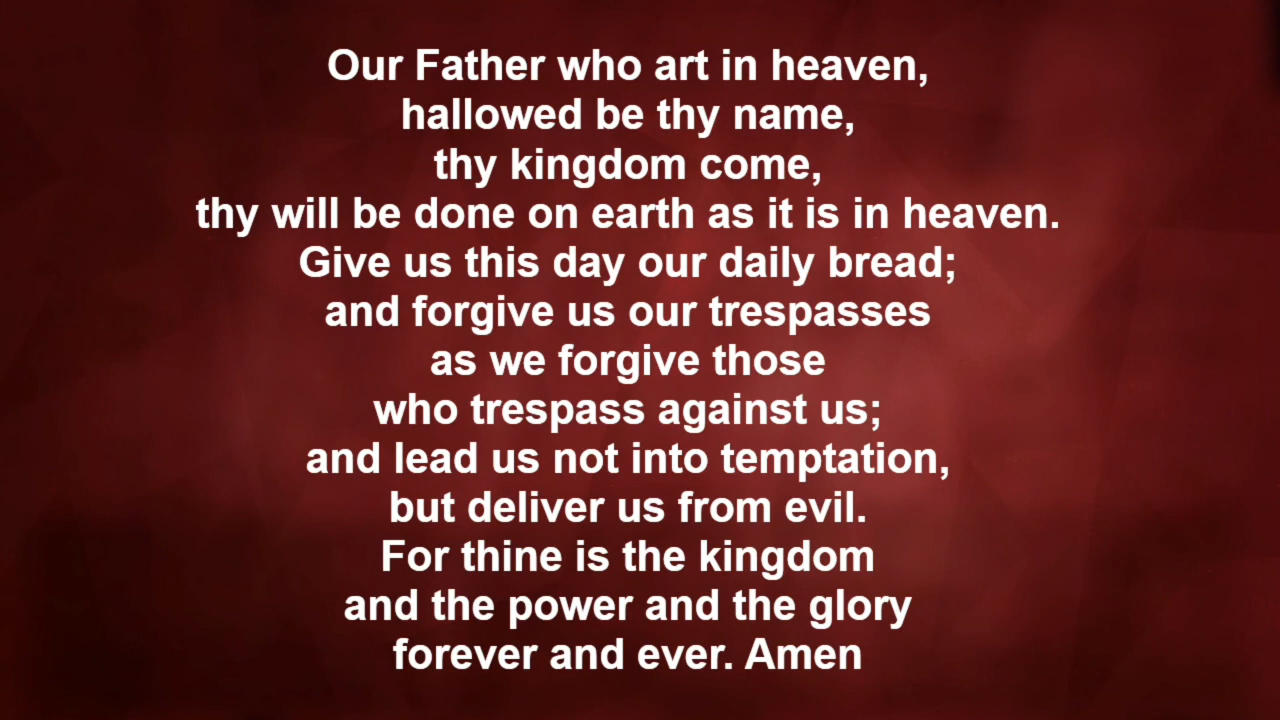 Our Father who art in heaven,
hallowed be thy name,
thy kingdom come,
thy will be done on earth as it is in heaven.
Give us this day our daily bread;
and forgive us our trespasses
as we forgive those
who trespass against us;
and lead us not into temptation,
but deliver us from evil.
For thine is the kingdom
and the power and the glory
forever and ever. Amen